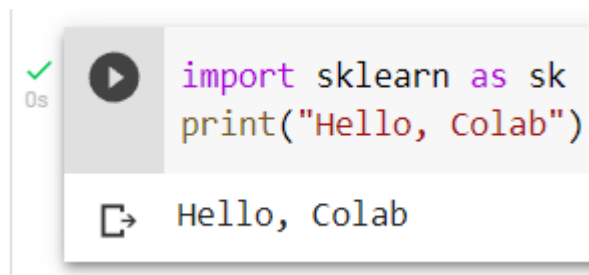 import sklearn as sk
0s
print("Hello, Colab")
Hello, Colab